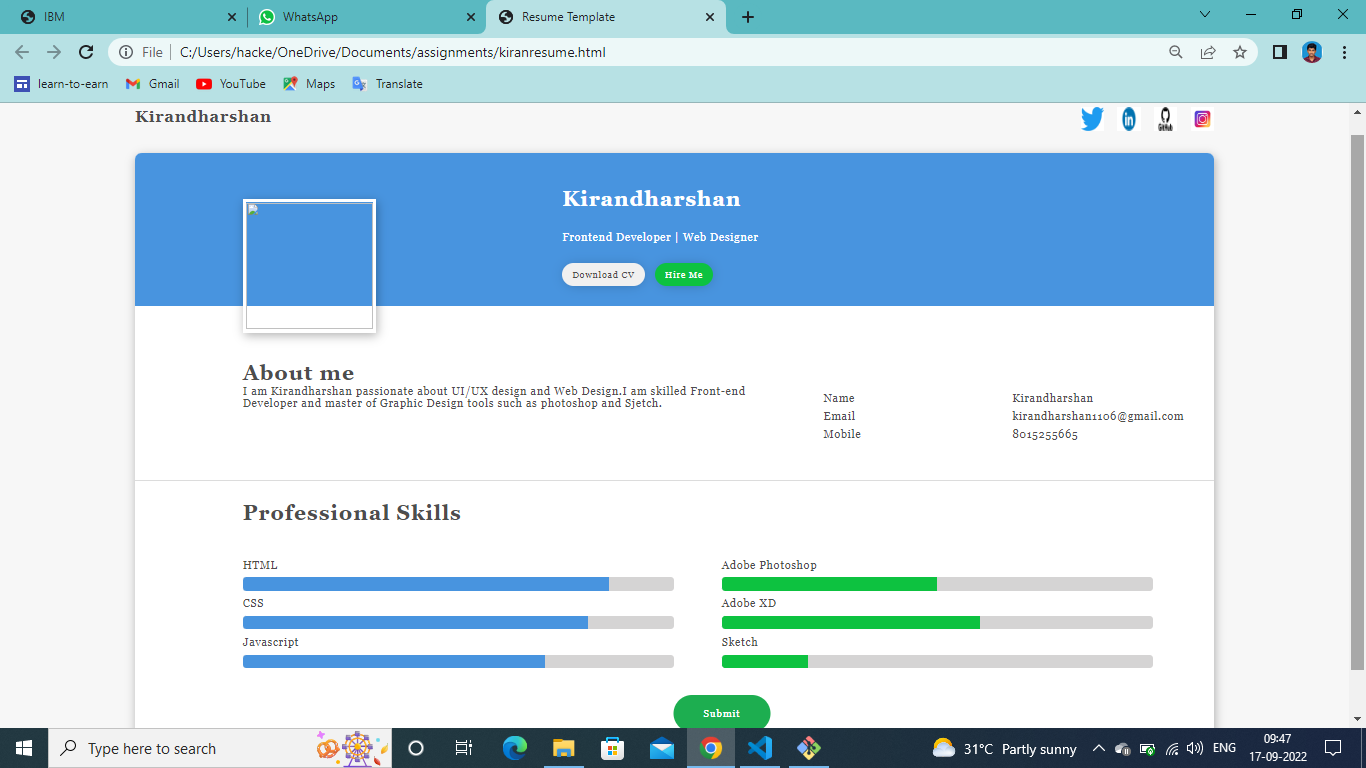 IBM
WhatsApp
Resume Template
File
C:/Users/hacke/OneDrive/Documents/assignments/kiranresume.html
learn-to-earn
Gmail
YouTube
Maps
Translate
Kirandharshan
in
GitHub
Kirandharshan
Frontend Developer | Web Designer
Download CV
Hire Me
About me
I am Kirandharshan passionate about UI/UX design and Web Design.I am skilled Front-end
Developer and master of Graphic Design tools such as photoshop and Sjetch.
Name Kirandharshan
Email kirandharshan1106@gmail.com
Mobile 8015255665
Professional Skills
HTML
Adobe Photoshop
CSS
Adobe XD
Javascript
Sketch
Submit
Type here to search
31°C Partly sunny
ENG
09:47
17-09-2022